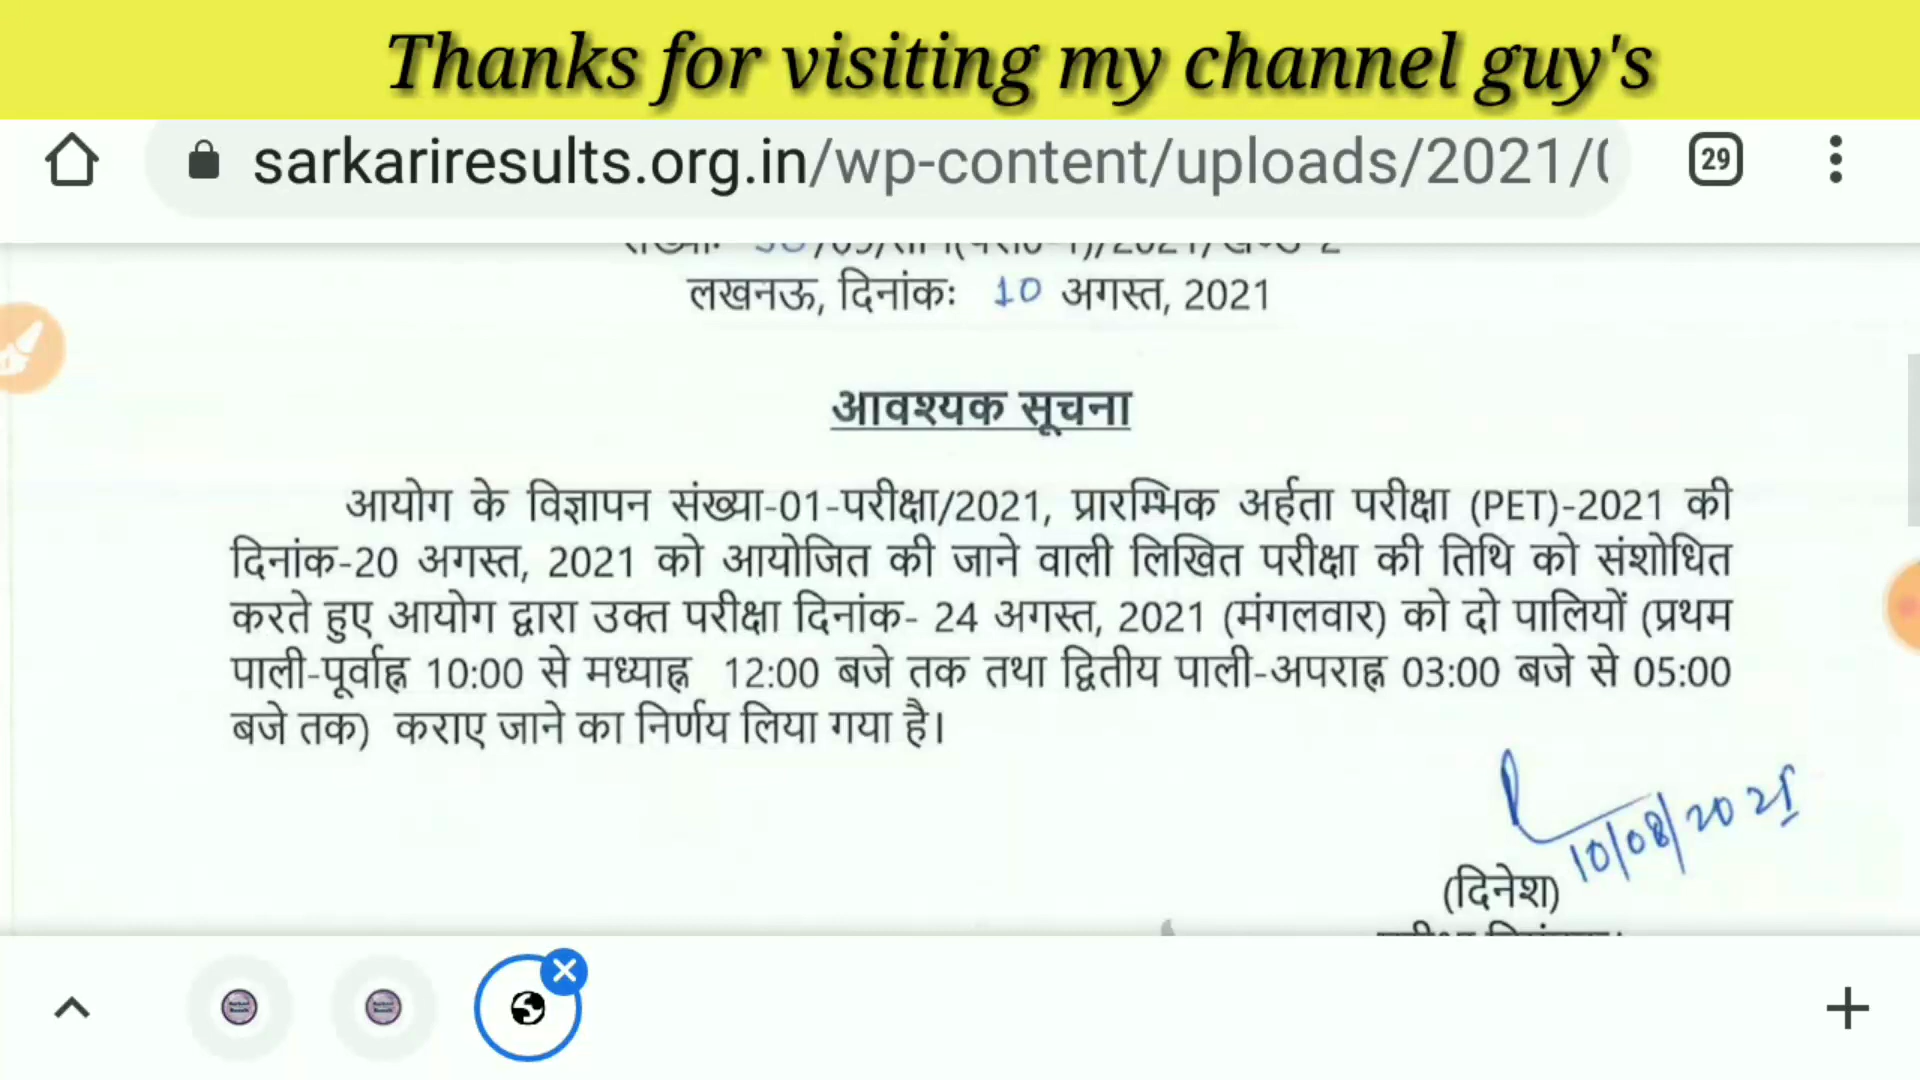 Thanks for visiting my channel guy's
sarkariresults.org.in/wp-content/uploads/2021/
29
लखनऊ, दिनांकः 10 अगस्त, 2021
आवश्यक सूचना
आयोग के विज्ञापन संख्या-01-परीक्षा/2021, प्रारम्भिक अर्हता परीक्षा (PET)-2021 की
दिनांक-20 अगस्त, 2021 को आयोजित की जाने वाली लिखित परीक्षा की तिथि को संशोधित
करते हुए आयोग द्वारा उक्त परीक्षा दिनांक- 24 अगस्त, 2021 (मंगलवार) को दो पालियों (प्रथम
पाली-पूर्वाह्न 10:00 से मध्याह्न 12:00 बजे तक तथा द्वितीय पाली-अपराह्न 03:00 बजे से 05:00
बजे तक) कराए जाने का निर्णय लिया गया है।
10/08/2021
(दिनेश)